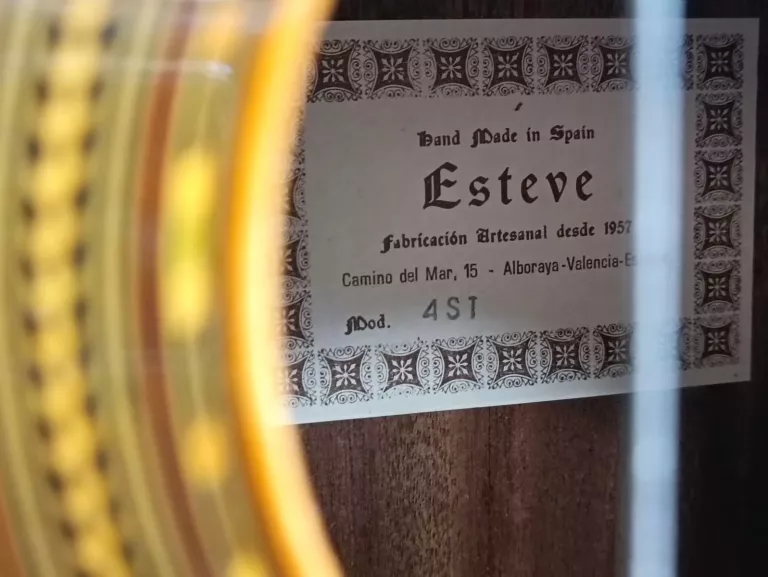 Hand Made in Spain
Esteve
Fabricación Artesanal desde 1957
Camino del Mar, 15 - Alboraya-Valencia-
Mod. 4ST